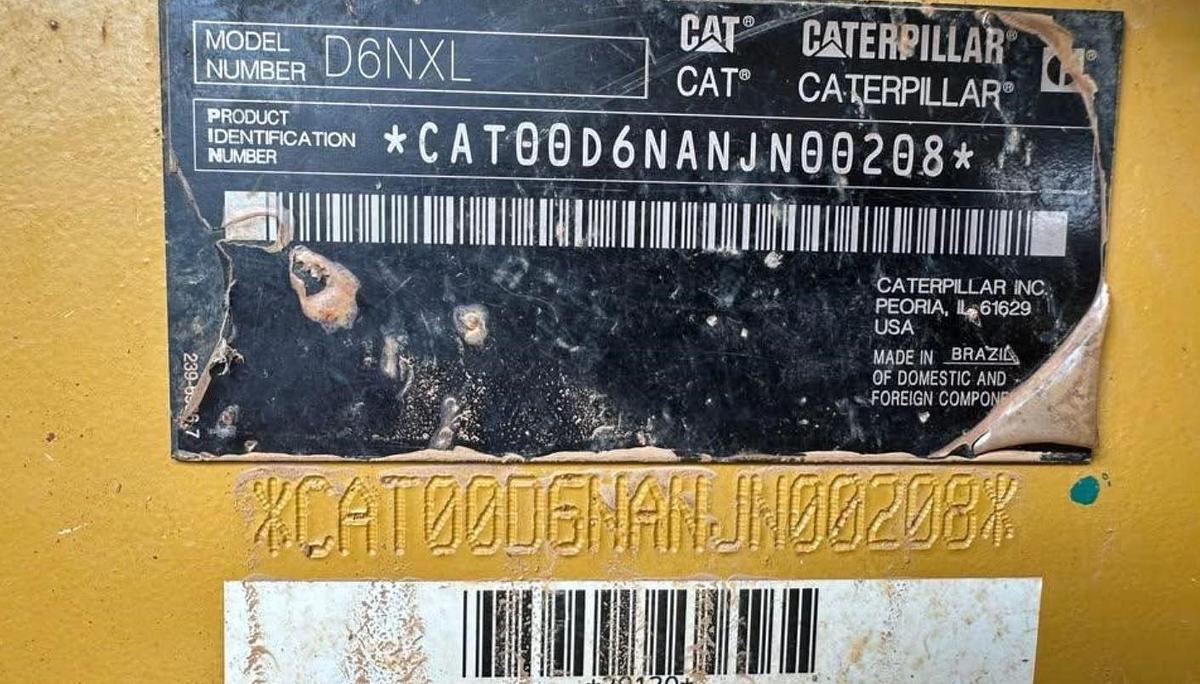 MODEL NUMBER D6NXL
CAT® CATERPILLAR®
CAT® CATERPILLAR®
PRODUCT
IDENTIFICATION
NUMBER
*CAT00D6NANJN00208*
CATERPILLAR INC.
PEORIA, IL 61629
USA
MADE IN BRAZIL
OF DOMESTIC AND
FOREIGN
*CAT00D6NANJN00208*